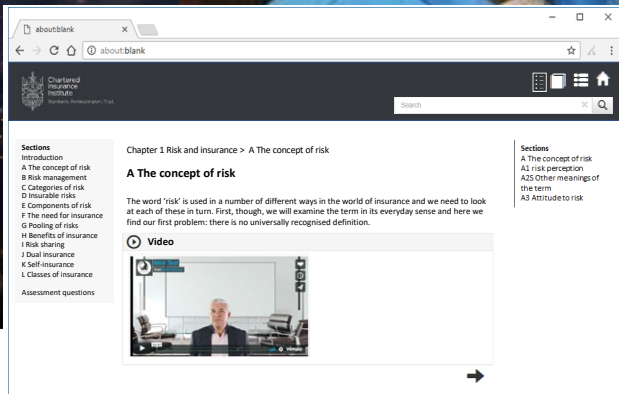 about:blank
about:blank
Chartered
Insurance
Institute
Standards. Professionalism. Trust.
Search
Sections
Introduction
A The concept of risk
B Risk management
C Categories of risk
D Insurable risks
E Components of risk
F The need for insurance
G Pooling of risks
H Benefits of insurance
I Risk sharing
J Dual insurance
K Self-insurance
L Classes of insurance
Assessment questions
Chapter 1 Risk and insurance > A The concept of risk
A The concept of risk
The word ‘risk’ is used in a number of different ways in the world of insurance and we need to look
at each of these in turn. First, though, we will examine the term in its everyday sense and here we
find our first problem: there is no universally recognised definition.
Video
vimeo
Sections
A The concept of risk
A1 risk perception
A2S Other meanings of
the term
A3 Attitude to risk